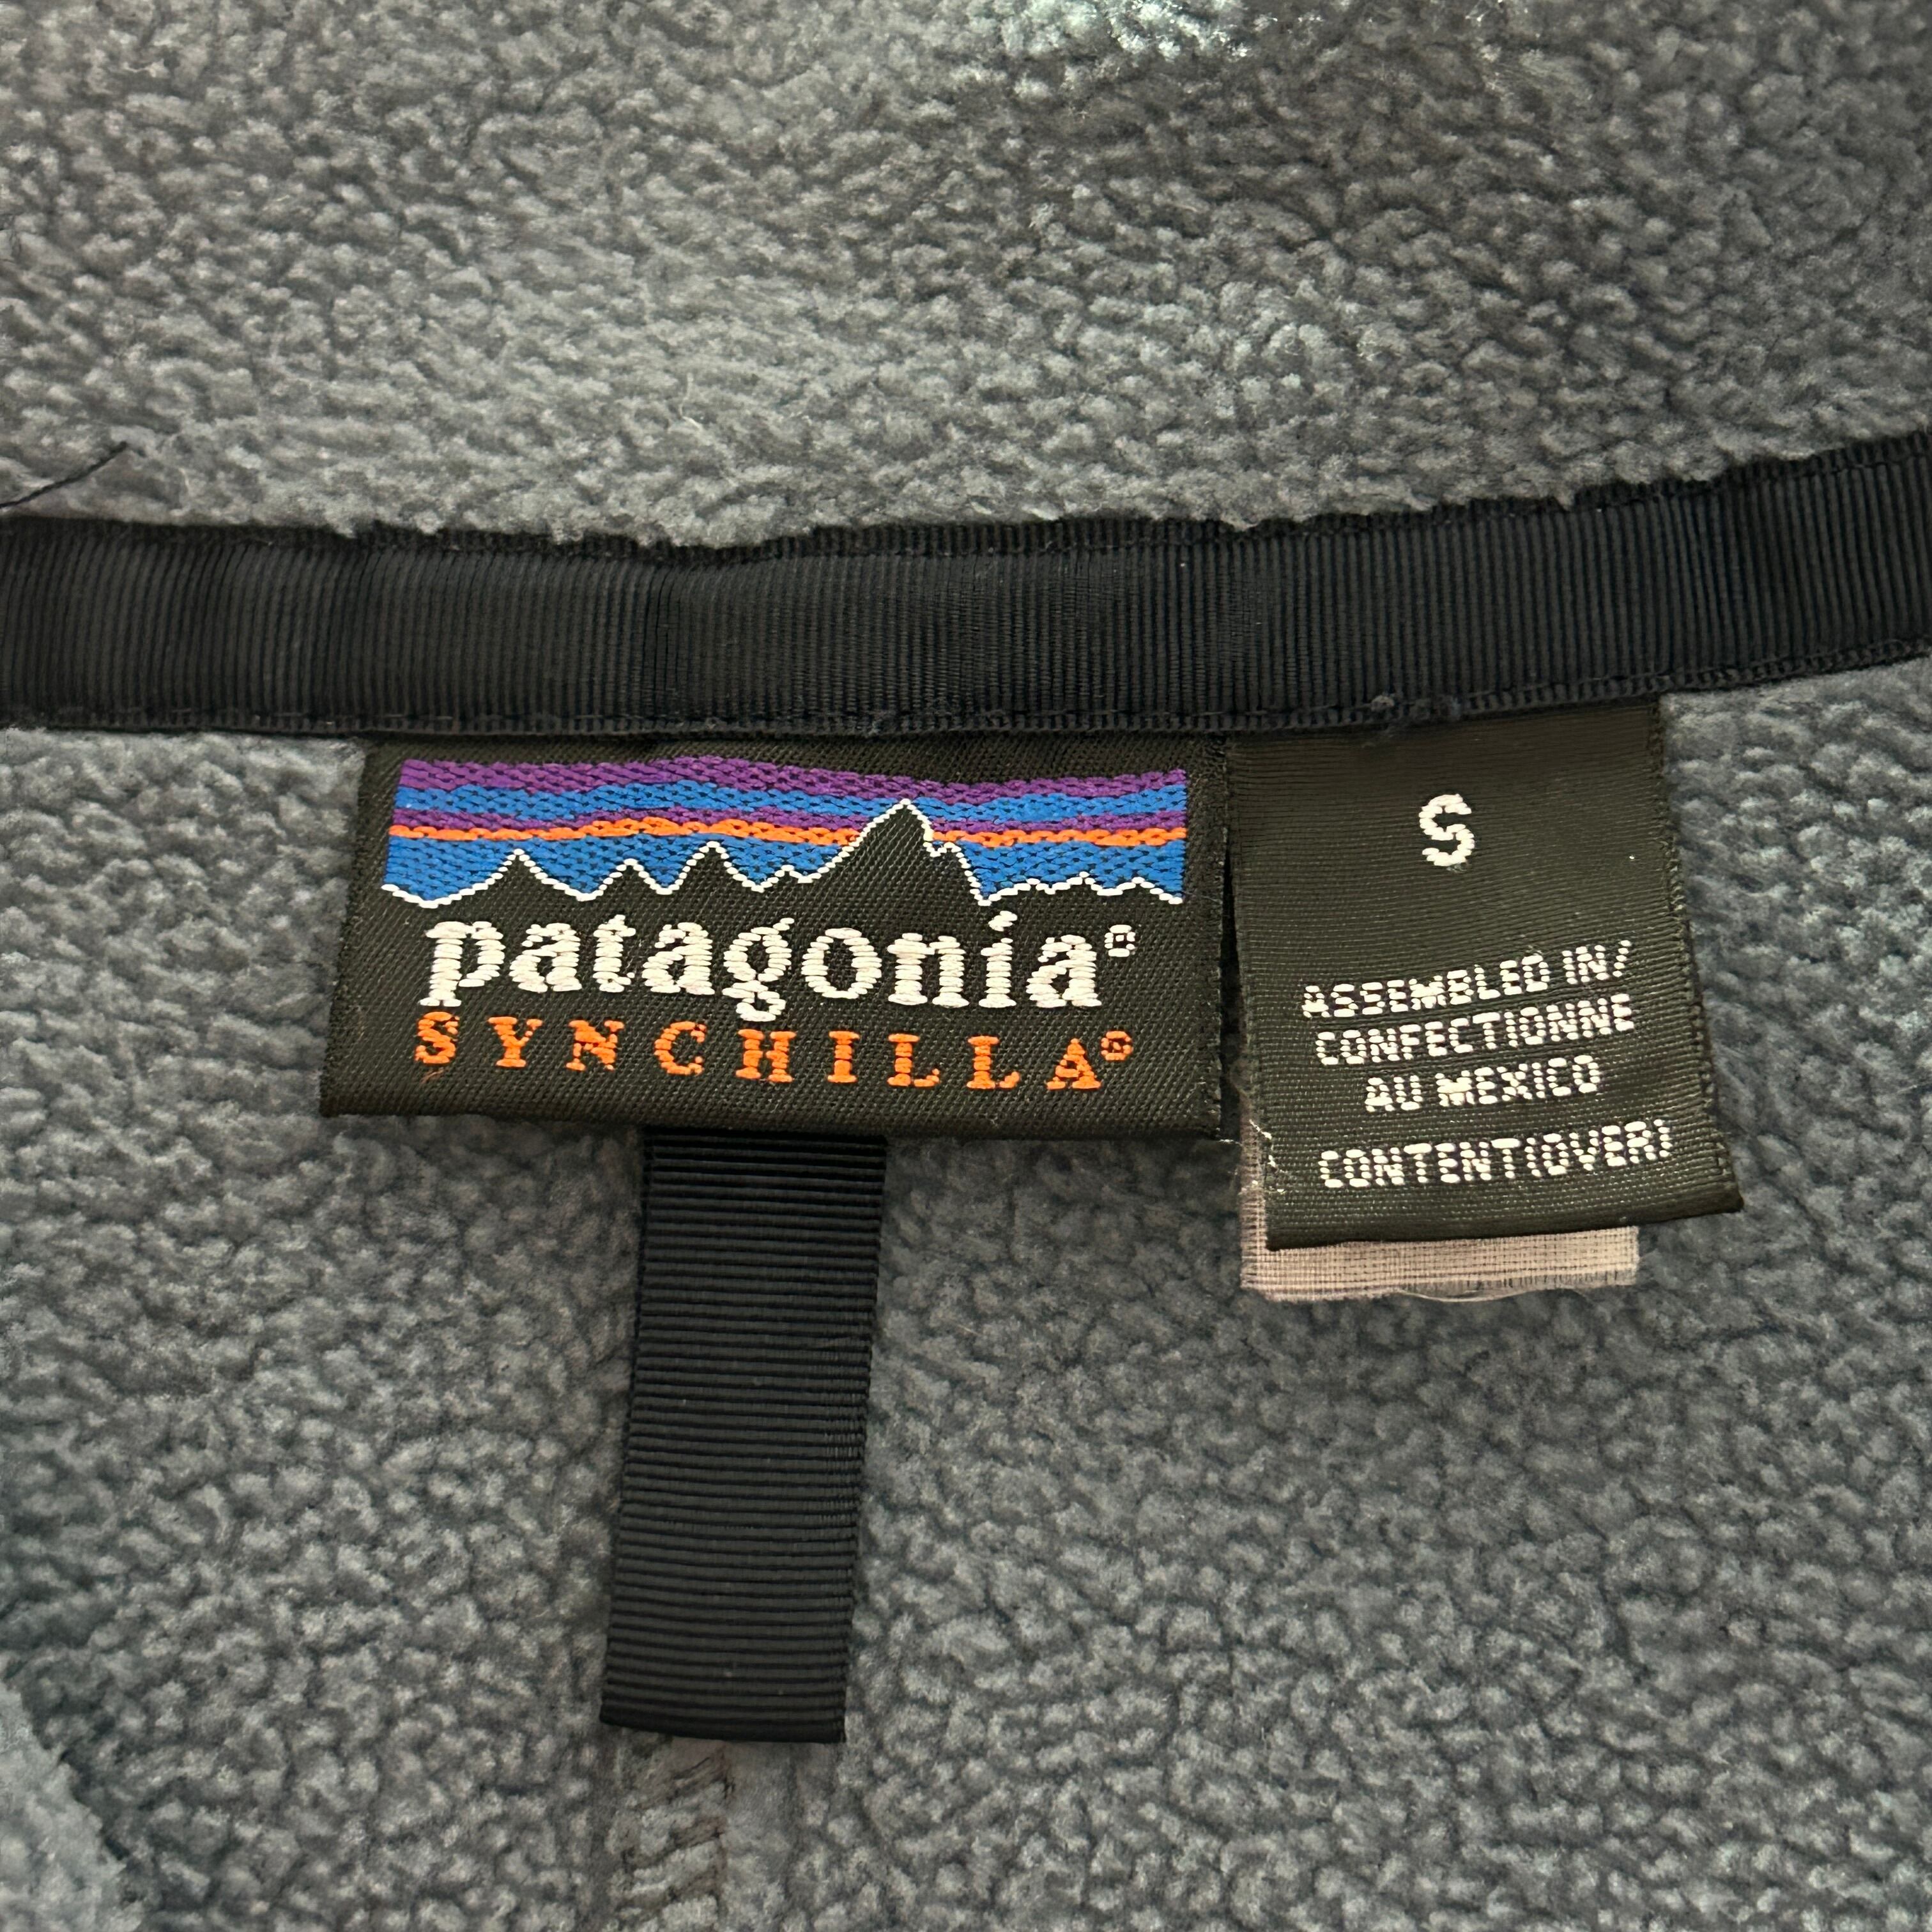 patagonia®
SYNCHILLA®
S
ASSEMBLED IN/
CONFECTIONNE
AU MEXICO
CONTENT(OVER)